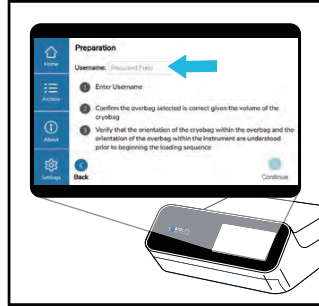 Preparation
Home
Username: Required Field
1 Enter Username
Archive
2 Confirm the overbag selected is correct given the volume of the
cryobag
About
3 Verify that the orientation of the cryobag within the overbag and the
orientation of the overbag within the instrument are understood
prior to beginning the loading sequence
Settings
Back
Continue